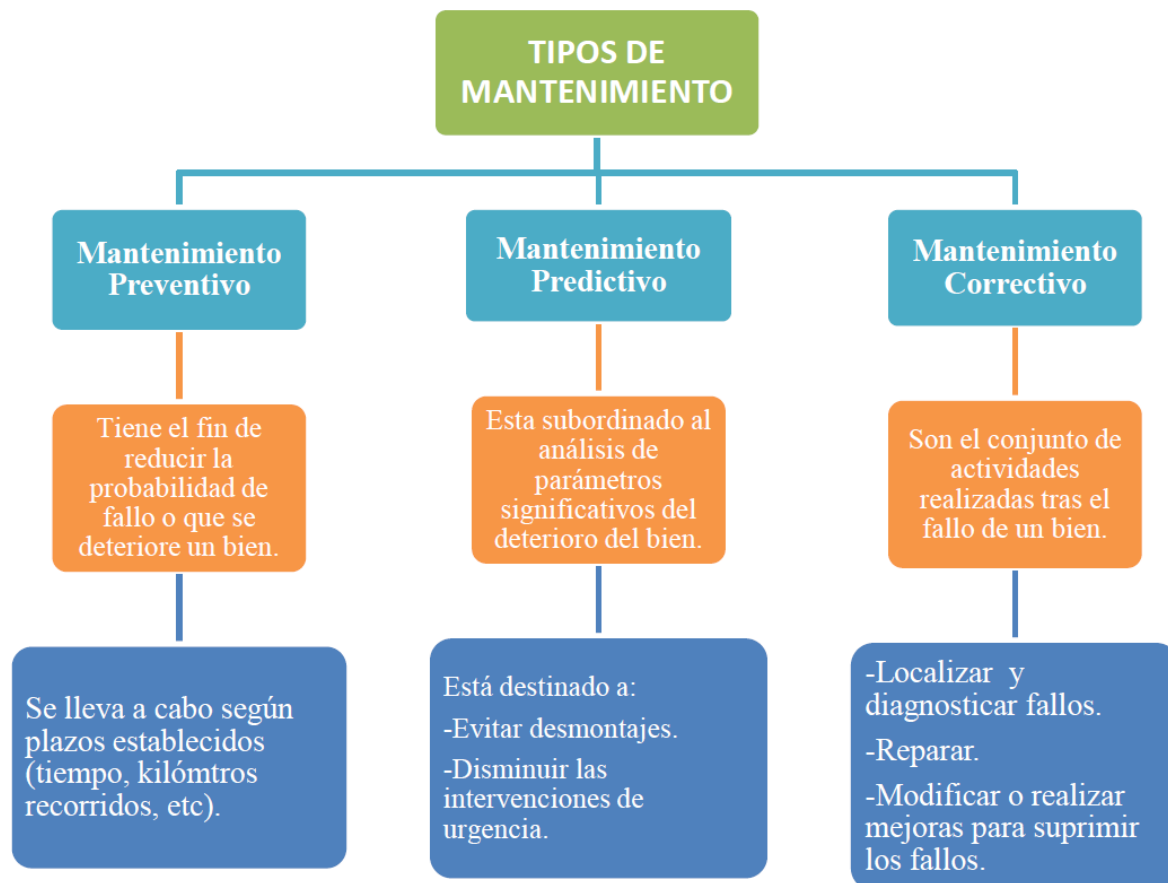 TIPOS DE
MANTENIMIENTO
Mantenimiento
Preventivo
Tiene el fin de
reducir la
probabilidad de
fallo o que se
deteriore un bien.
Se lleva a cabo según
plazos establecidos
(tiempo, kilómtros
recorridos, etc).
Mantenimiento
Predictivo
Esta subordinado al
análisis de
parámetros
significativos del
deterioro del bien.
Está destinado a:
-Evitar desmontajes.
-Disminuir las
intervenciones de
urgencia.
Mantenimiento
Correctivo
Son el conjunto de
actividades
realizadas tras el
fallo de un bien.
-Localizar y
diagnosticar fallos.
-Reparar.
-Modificar o realizar
mejoras para suprimir
los fallos.